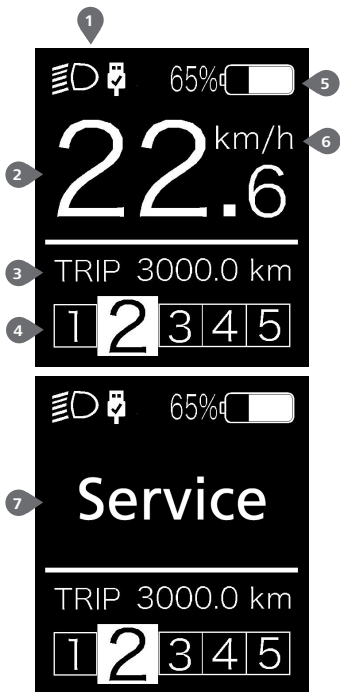 1
65%
5
km/h
6
2
22.6
3
TRIP 3000.0 km
4
1 2 3 4 5
65%
7
Service
TRIP 3000.0 km
1 2 3 4 5